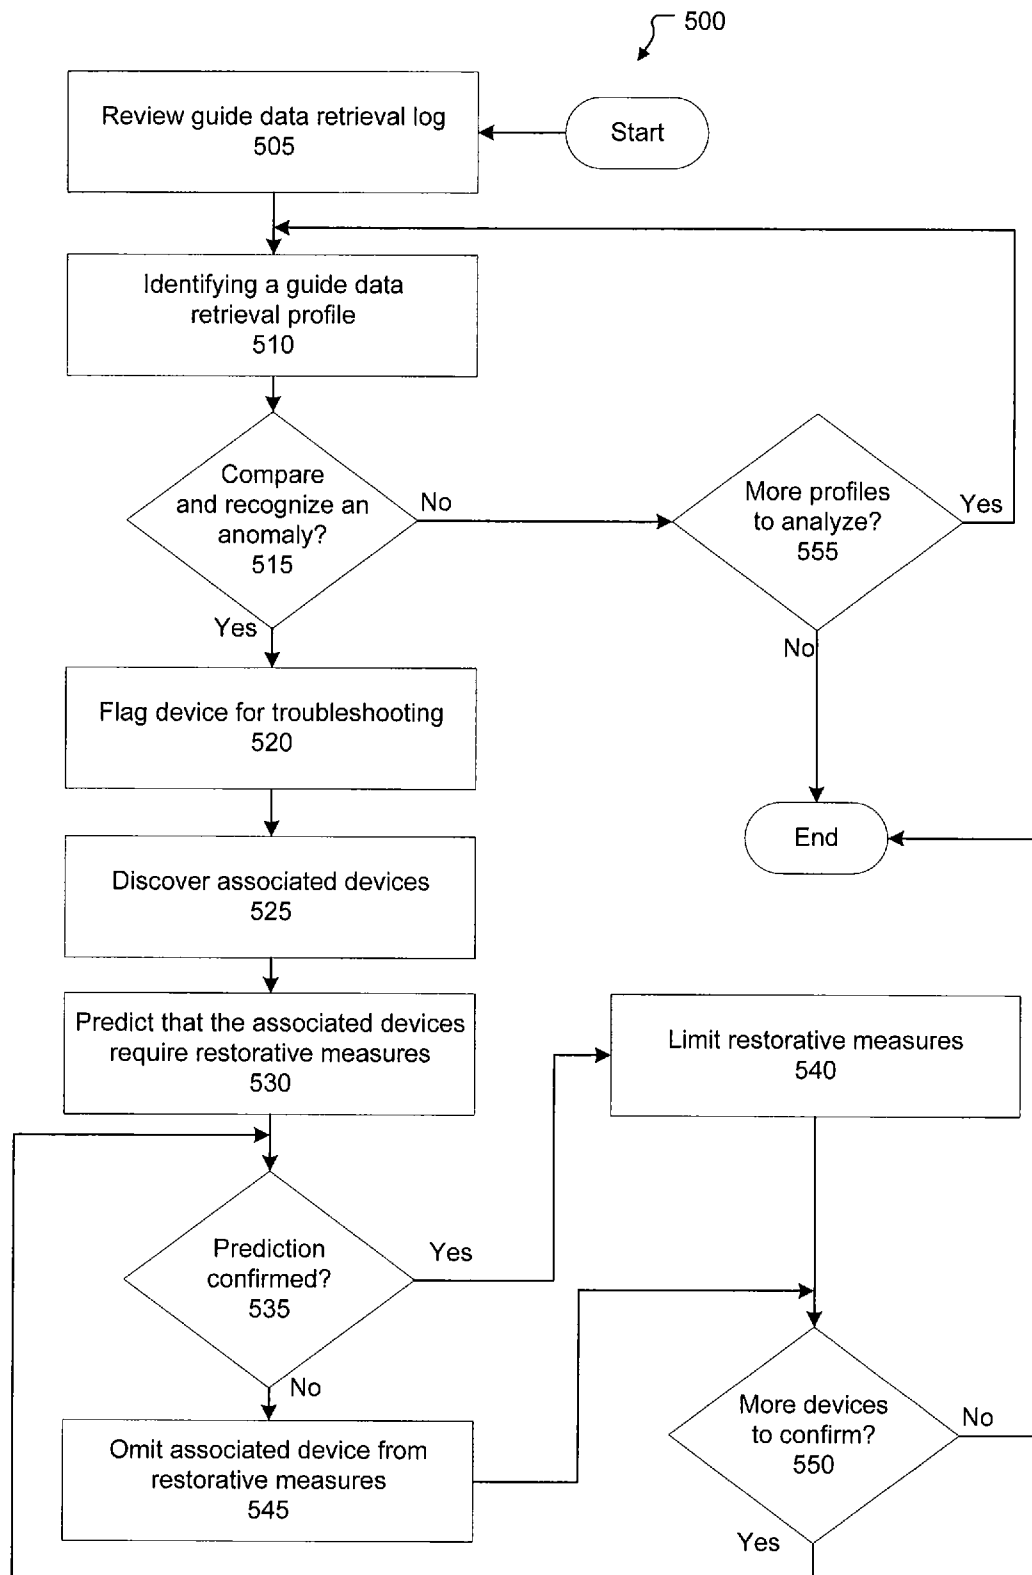 500
Review guide data retrieval log
505
Start
Identifying a guide data
retrieval profile
510
Compare
and recognize an
anomaly?
515
No
Yes
More profiles
to analyze?
555
Yes
No
Flag device for troubleshooting
520
End
Discover associated devices
525
Predict that the associated devices
require restorative measures
530
Limit restorative measures
540
Prediction
confirmed?
535
Yes
No
More devices
to confirm?
550
No
Yes
Omit associated device from
restorative measures
545